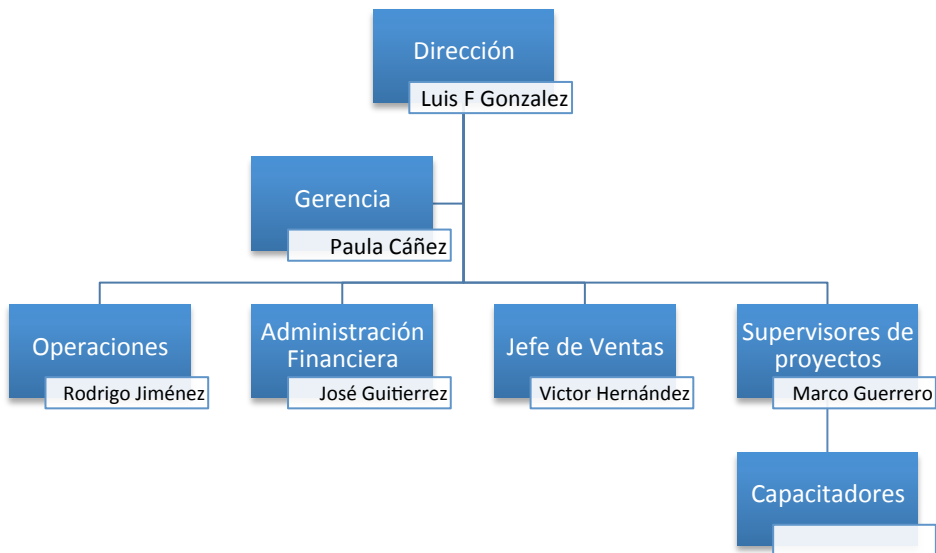 Dirección
Luis F Gonzalez
Gerencia
Paula Cáñez
Operaciones
Rodrigo Jiménez
Administración
Financiera
José Guitierrez
Jefe de Ventas
Victor Hernández
Supervisores de
proyectos
Marco Guerrero
Capacitadores